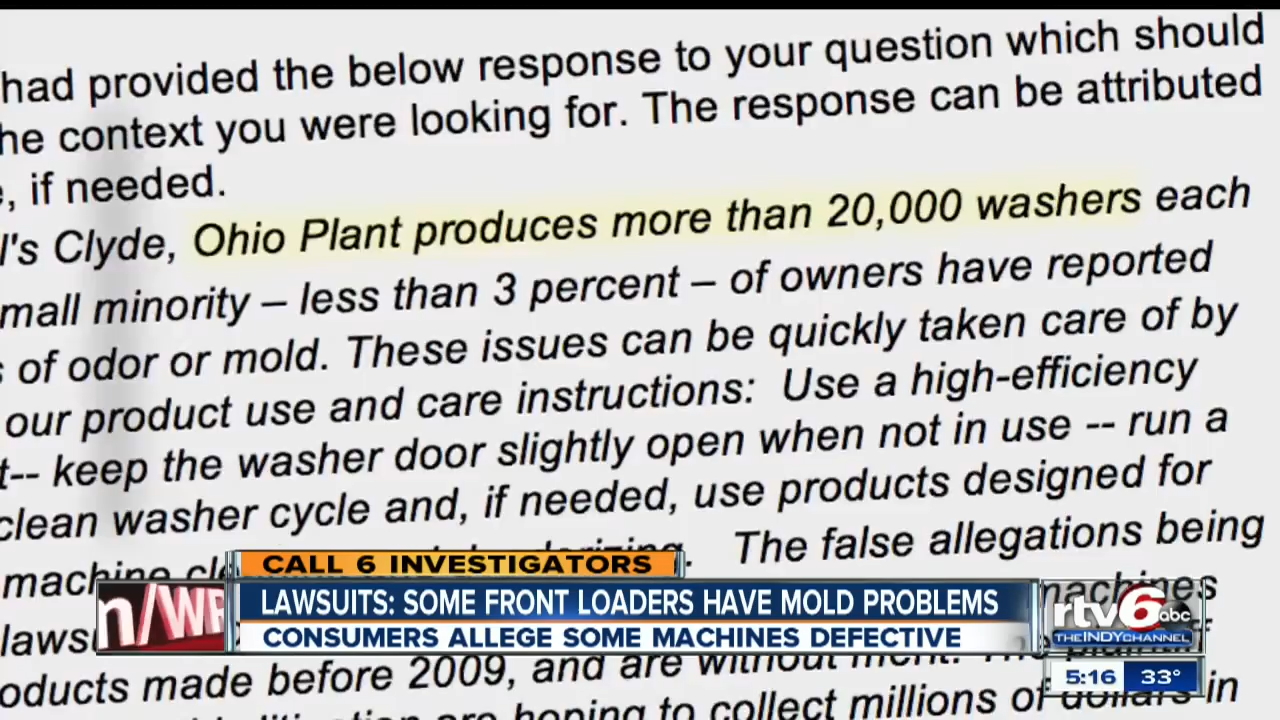 had provided the below response to your question which should
he context you were looking for. The response can be attributed
, if needed.
l's Clyde, Ohio Plant produces more than 20,000 washers each
mall minority – less than 3 percent – of owners have reported
s of odor or mold. These issues can be quickly taken care of by
our product use and care instructions: Use a high-efficiency
t-- keep the washer door slightly open when not in use -- run a
clean washer cycle and, if needed, use products designed for
machine The false allegations being
machines
CALL 6 INVESTIGATORS
LAWSUITS: SOME FRONT LOADERS HAVE MOLD PROBLEMS
CONSUMERS ALLEGE SOME MACHINES DEFECTIVE
n/WR
rtv6 abc
THEINDYCHANNEL
5:16 33°
laws
oducts made before 2009, and are without merit.
are hoping to collect millions of dollars in